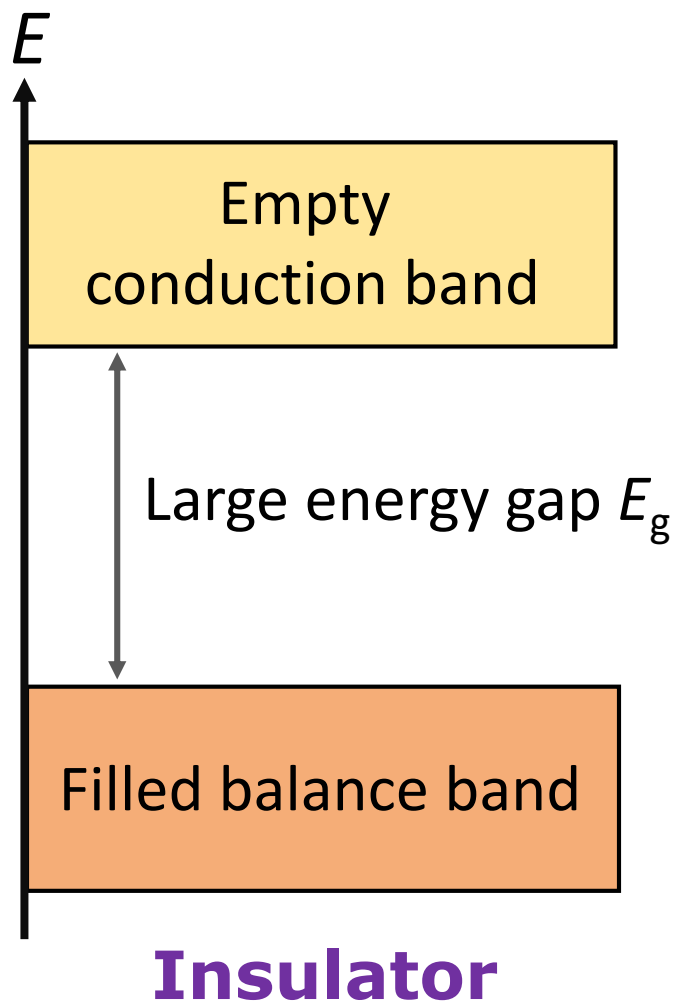 E
Empty
conduction band
Large energy gap Eg
Filled balance band
Insulator